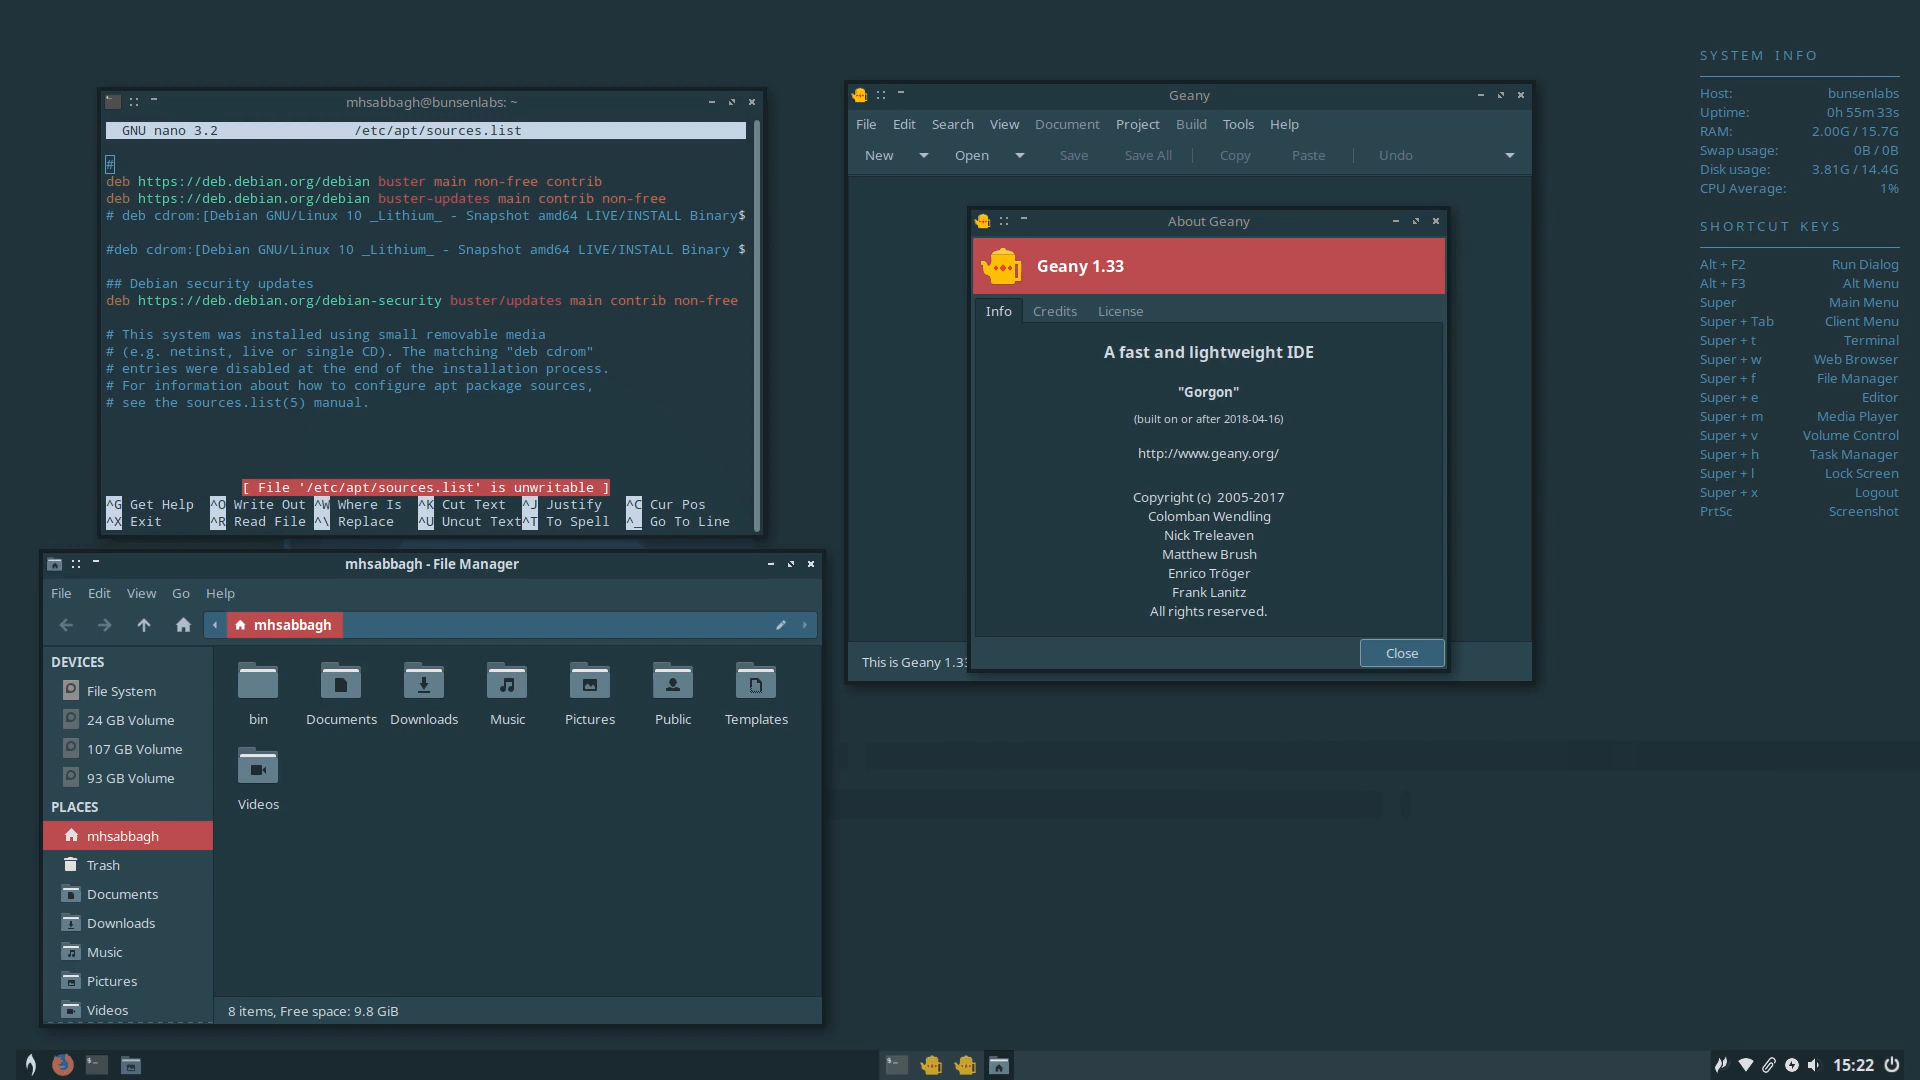 mhsabbagh@bunsenlabs: ~
GNU nano 3.2 /etc/apt/sources.list
#
deb https://deb.debian.org/debian buster main non-free contrib
deb https://deb.debian.org/debian buster-updates main contrib non-free
# deb cdrom:[Debian GNU/Linux 10 _Lithium_ - Snapshot amd64 LIVE/INSTALL Binary$
#deb cdrom:[Debian GNU/Linux 10 _Lithium_ - Snapshot amd64 LIVE/INSTALL Binary $
## Debian security updates
deb https://deb.debian.org/debian-security buster/updates main contrib non-free
# This system was installed using small removable media
# (e.g. netinst, live or single CD). The matching "deb cdrom"
# entries were disabled at the end of the installation process.
# For information about how to configure apt package sources,
# see the sources.list(5) manual.
[ File '/etc/apt/sources.list' is unwritable ]
^G Get Help ^O Write Out ^W Where Is ^K Cut Text ^J Justify ^C Cur Pos
^X Exit ^R Read File ^\ Replace ^U Uncut Text^T To Spell ^_ Go To Line
mhsabbagh - File Manager
File Edit View Go Help
mhsabbagh
DEVICES
File System
24 GB Volume
107 GB Volume
93 GB Volume
PLACES
mhsabbagh
Trash
Documents
Downloads
Music
Pictures
Videos
bin Documents Downloads Music Pictures Public Templates
Videos
8 items, Free space: 9.8 GiB
Geany
File Edit Search View Document Project Build Tools Help
New Open Save Save All Copy Paste Undo
This is Geany 1.33
About Geany
Geany 1.33
Info Credits License
A fast and lightweight IDE
"Gorgon"
(built on or after 2018-04-16)
http://www.geany.org/
Copyright (c) 2005-2017
Colomban Wendling
Nick Treleaven
Matthew Brush
Enrico Tröger
Frank Lanitz
All rights reserved.
Close
SYSTEM INFO
Host: bunsenlabs
Uptime: 0h 55m 33s
RAM: 2.00G / 15.7G
Swap usage: 0B / 0B
Disk usage: 3.81G / 14.4G
CPU Average: 1%
SHORTCUT KEYS
Alt + F2 Run Dialog
Alt + F3 Alt Menu
Super Main Menu
Super + Tab Client Menu
Super + t Terminal
Super + w Web Browser
Super + f File Manager
Super + e Editor
Super + m Media Player
Super + v Volume Control
Super + h Task Manager
Super + l Lock Screen
Super + x Logout
PrtSc Screenshot
15:22